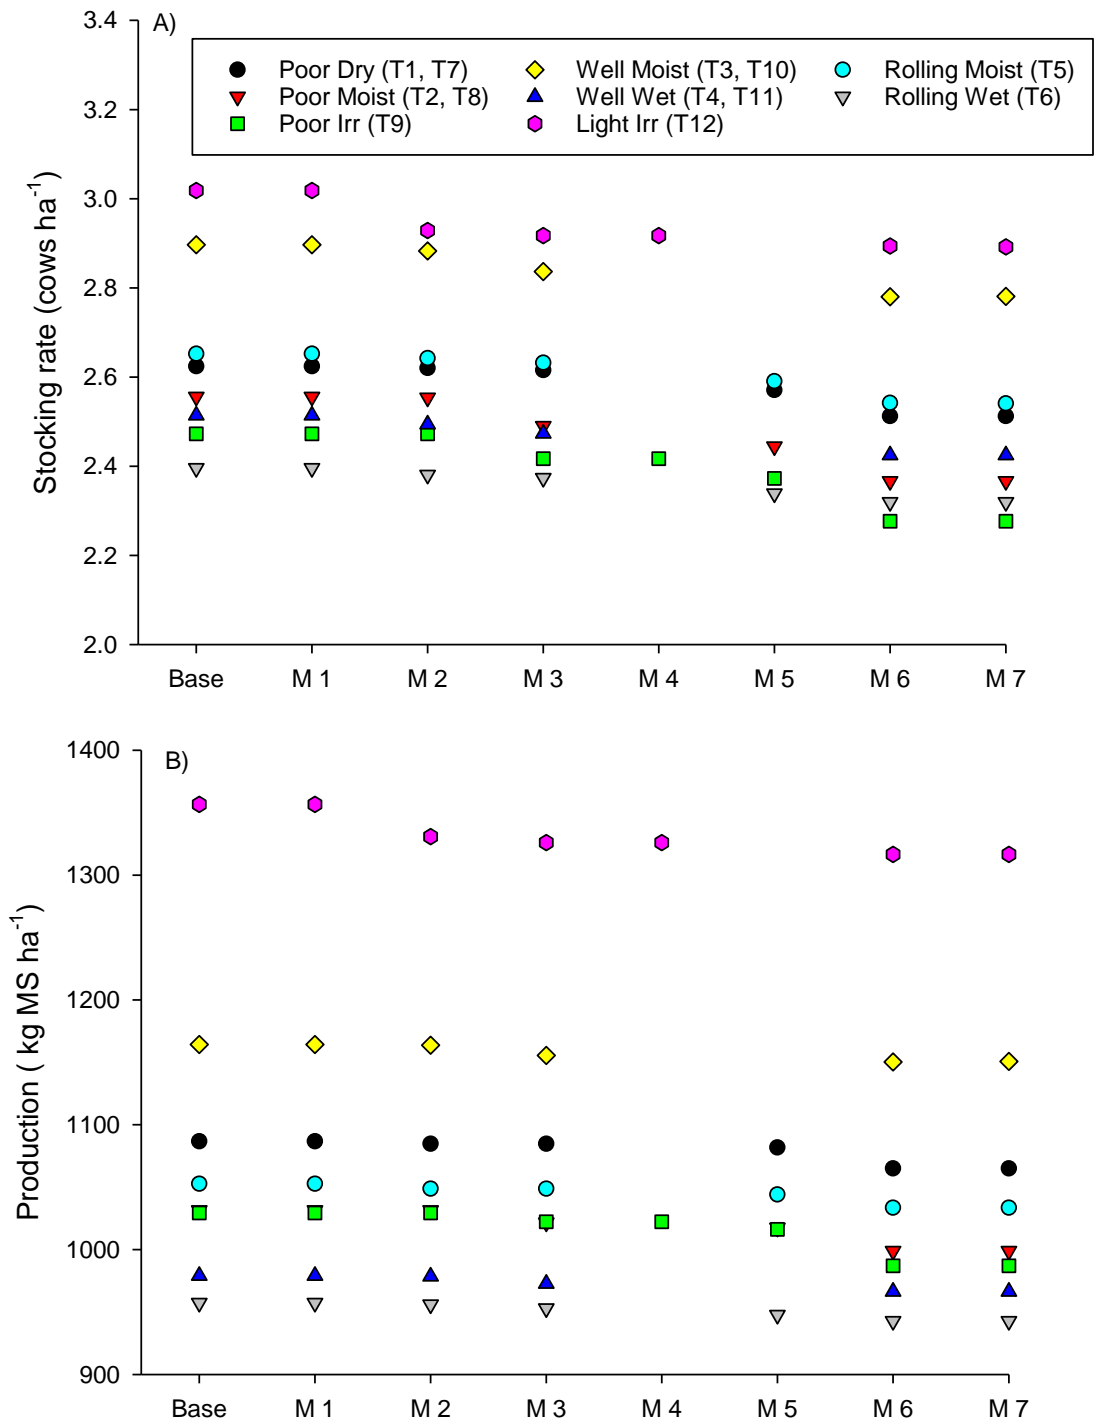 A)
Poor Dry (T1, T7) Well Moist (T3, T10) Rolling Moist (T5)
Poor Moist (T2, T8) Well Wet (T4, T11) Rolling Wet (T6)
Poor Irr (T9) Light Irr (T12)
Stocking rate (cows ha⁻¹)
3.4
3.2
3.0
2.8
2.6
2.4
2.2
2.0
Base M 1 M 2 M 3 M 4 M 5 M 6 M 7
B)
Production ( kg MS ha⁻¹)
1400
1300
1200
1100
1000
900
Base M 1 M 2 M 3 M 4 M 5 M 6 M 7